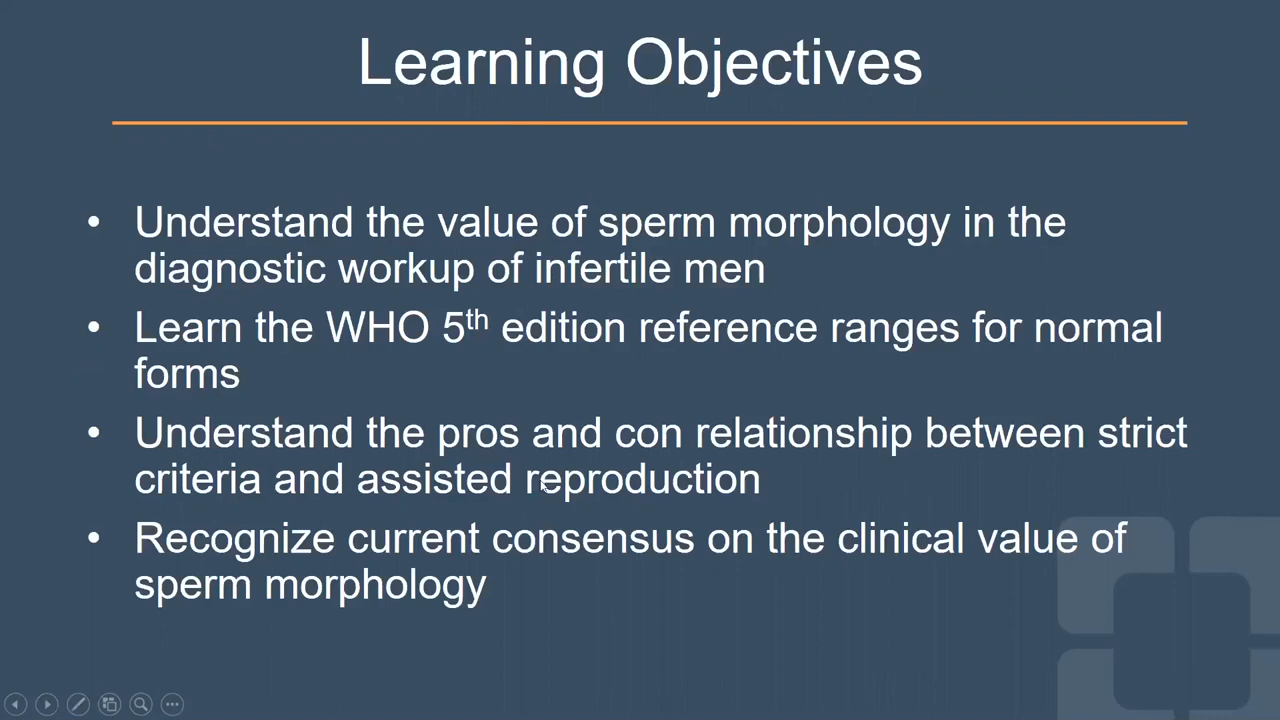 Learning Objectives
• Understand the value of sperm morphology in the
diagnostic workup of infertile men
• Learn the WHO 5th edition reference ranges for normal
forms
• Understand the pros and con relationship between strict
criteria and assisted reproduction
• Recognize current consensus on the clinical value of
sperm morphology